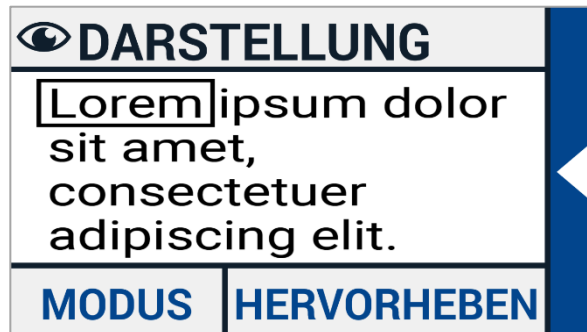 DARSTELLUNG
Lorem ipsum dolor
sit amet,
consectetuer
adipiscing elit.
MODUS HERVORHEBEN